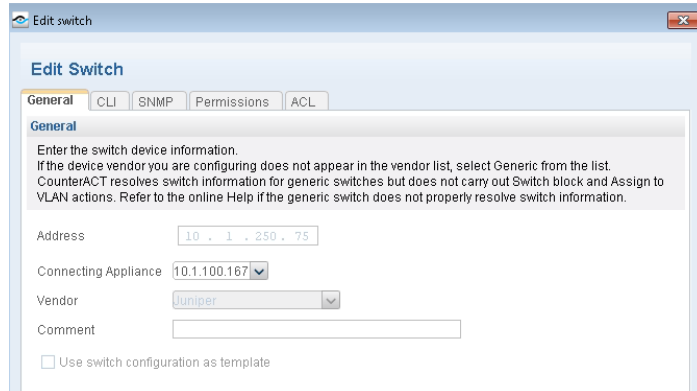 Edit switch
Edit Switch
General CLI SNMP Permissions ACL
General
Enter the switch device information.
If the device vendor you are configuring does not appear in the vendor list, select Generic from the list.
CounterACT resolves switch information for generic switches but does not carry out Switch block and Assign to
VLAN actions. Refer to the online Help if the generic switch does not properly resolve switch information.
Address 10 . 1 . 250 . 75
Connecting Appliance 10.1.100.167
Vendor Juniper
Comment
Use switch configuration as template